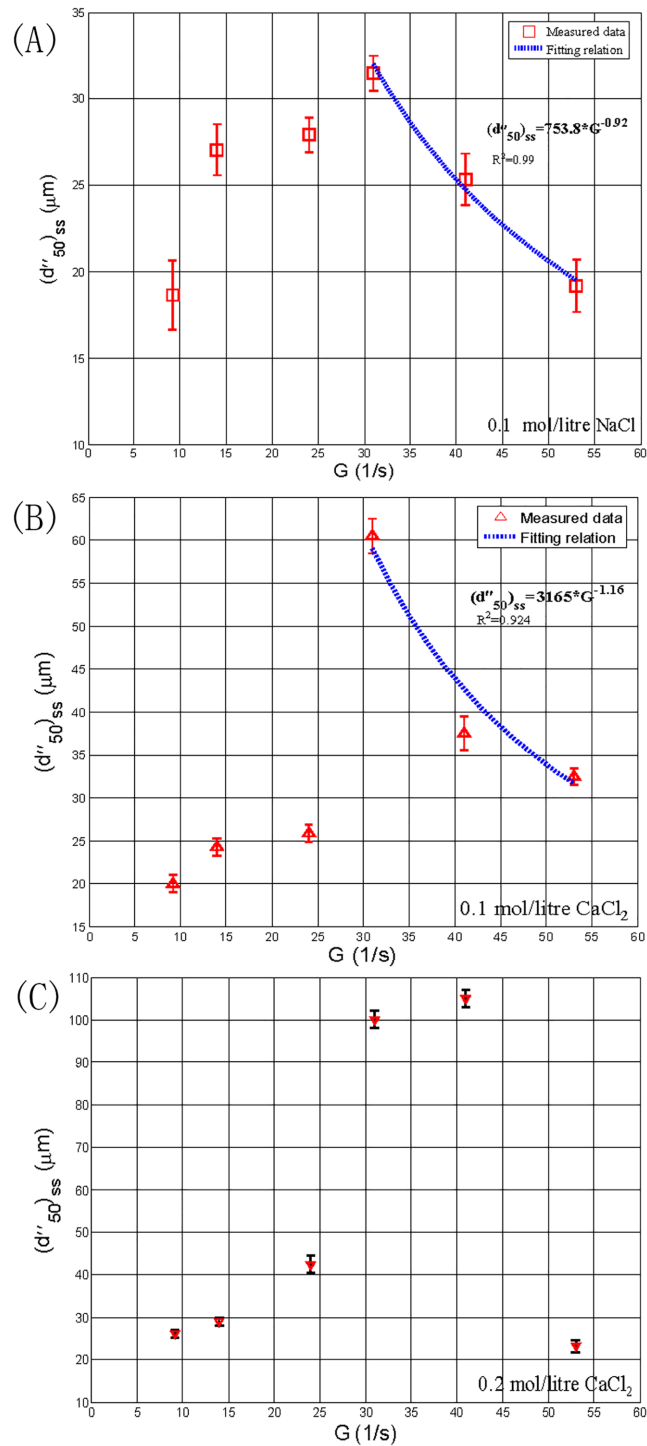 (A)
Measured data
Fitting relation
(d″50)ss=753.8*G-0.92
R2=0.99
(d″50)ss (μm)
35
30
25
20
15
10
0.1 mol/litre NaCl
0 5 10 15 20 25 30 35 40 45 50 55 60
G (1/s)
(B)
Measured data
Fitting relation
(d″50)ss=3165*G-1.16
R2=0.924
(d″50)ss (μm)
65
60
55
50
45
40
35
30
25
20
15
0.1 mol/litre CaCl2
0 5 10 15 20 25 30 35 40 45 50 55 60
G (1/s)
(C)
(d″50)ss (μm)
110
100
90
80
70
60
50
40
30
20
10
0.2 mol/litre CaCl2
0 5 10 15 20 25 30 35 40 45 50 55 60
G (1/s)